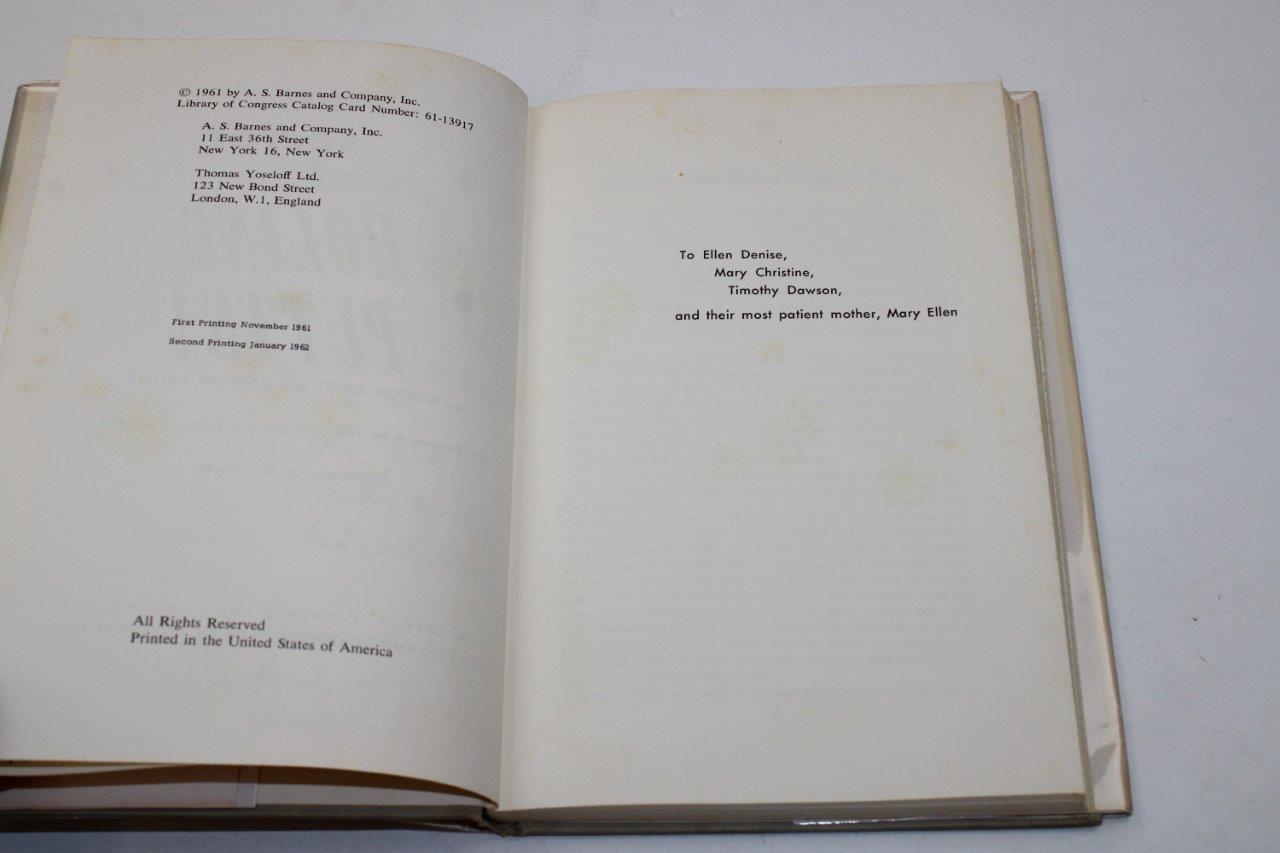 © 1961 by A. S. Barnes and Company, Inc.
Library of Congress Catalog Card Number: 61-13917
A. S. Barnes and Company, Inc.
11 East 36th Street
New York 16, New York
Thomas Yoseloff Ltd.
123 New Bond Street
London, W.1, England
First Printing November 1961
Second Printing January 1962
All Rights Reserved
Printed in the United States of America
To Ellen Denise,
Mary Christine,
Timothy Dawson,
and their most patient mother, Mary Ellen